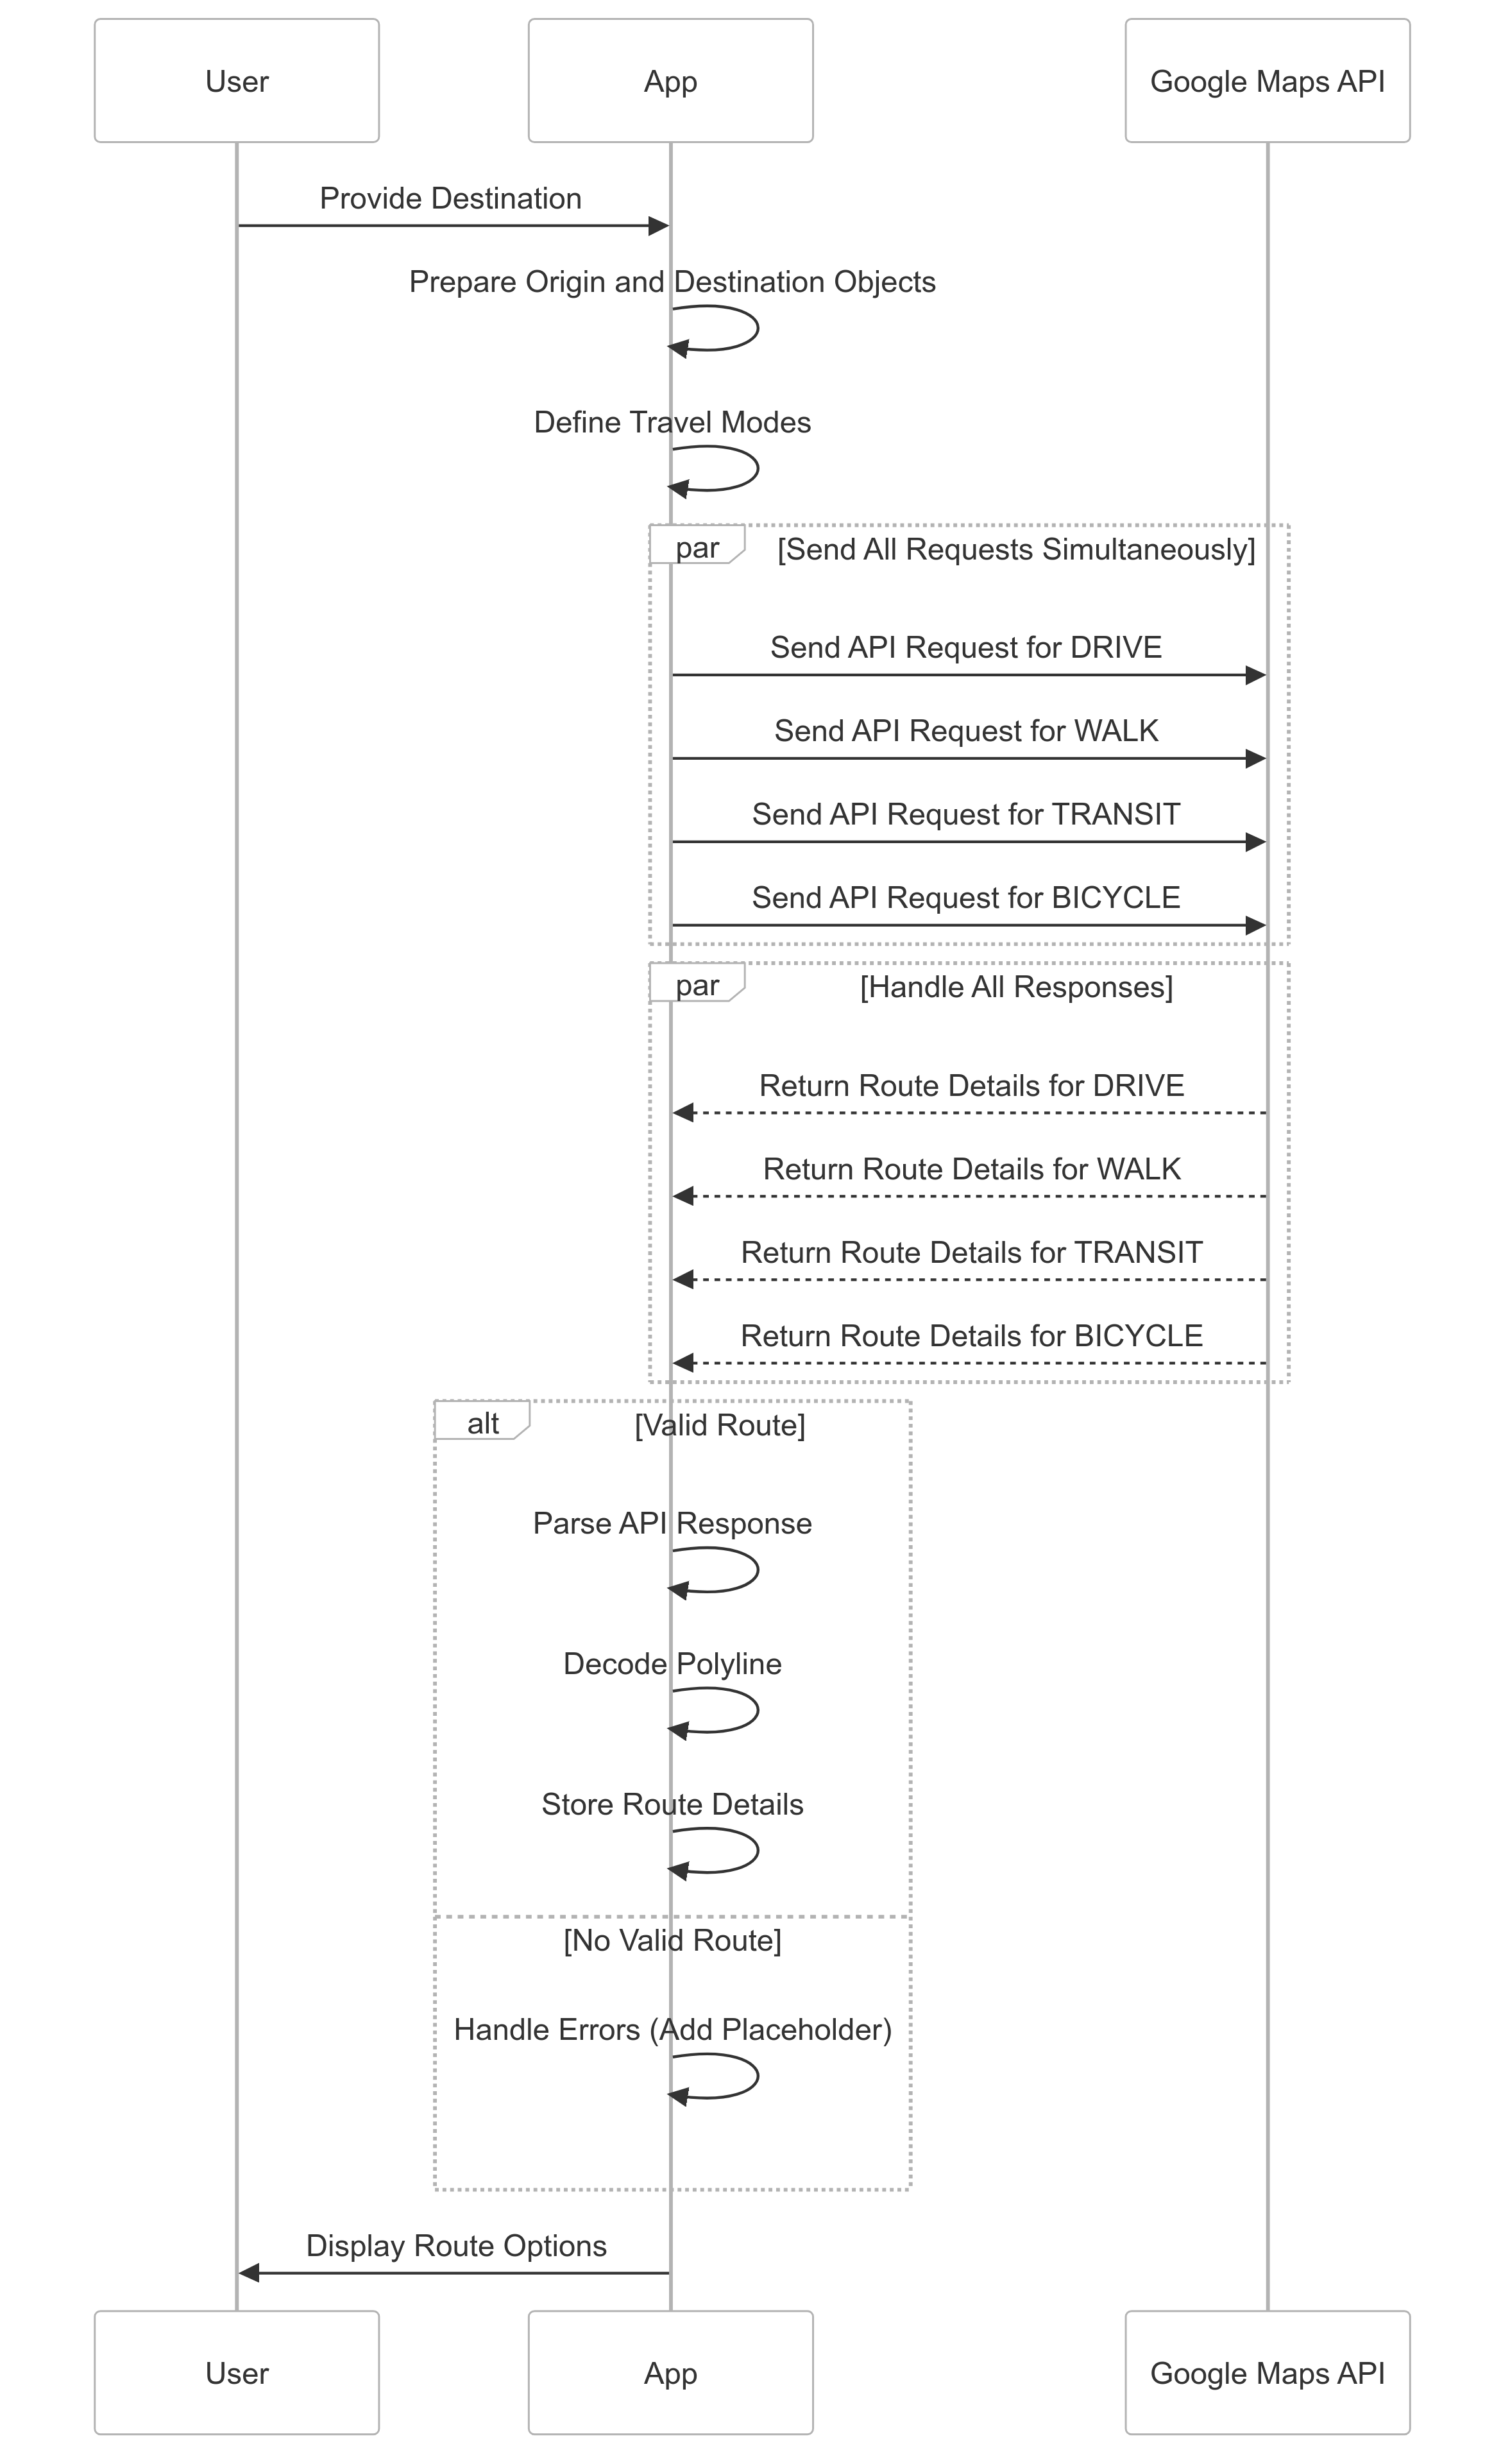 User
App
Google Maps API
Provide Destination
Prepare Origin and Destination Objects
Define Travel Modes
par
[Send All Requests Simultaneously]
Send API Request for DRIVE
Send API Request for WALK
Send API Request for TRANSIT
Send API Request for BICYCLE
par
[Handle All Responses]
Return Route Details for DRIVE
Return Route Details for WALK
Return Route Details for TRANSIT
Return Route Details for BICYCLE
alt
[Valid Route]
Parse API Response
Decode Polyline
Store Route Details
[No Valid Route]
Handle Errors (Add Placeholder)
Display Route Options
User
App
Google Maps API